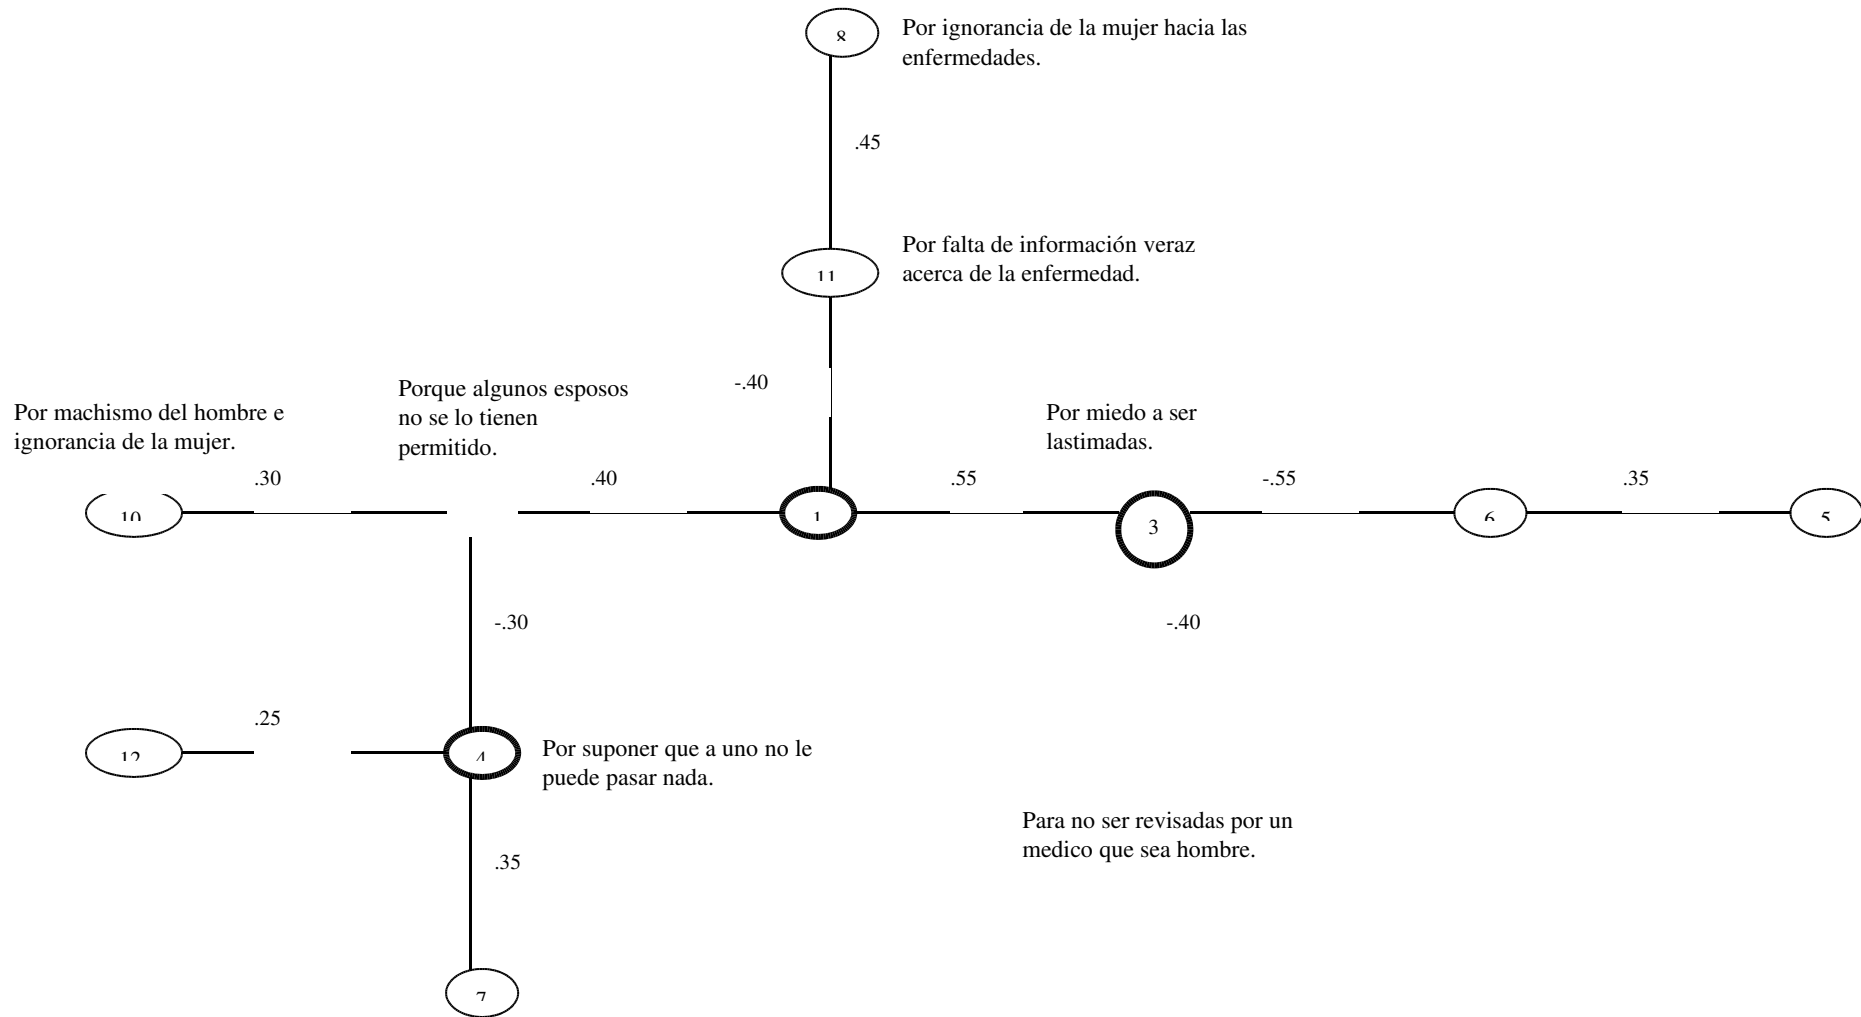 8
Por ignorancia de la mujer hacia las
enfermedades.
.45
Por falta de información veraz
acerca de la enfermedad.
11
-.40
Porque algunos esposos
no se lo tienen
permitido.
Por machismo del hombre e
ignorancia de la mujer.
Por miedo a ser
lastimadas.
.30
.40
.55
-.55
.35
10
1
3
6
5
-.30
-.40
.25
12
4
Por suponer que a uno no le
puede pasar nada.
Para no ser revisadas por un
medico que sea hombre.
.35
7